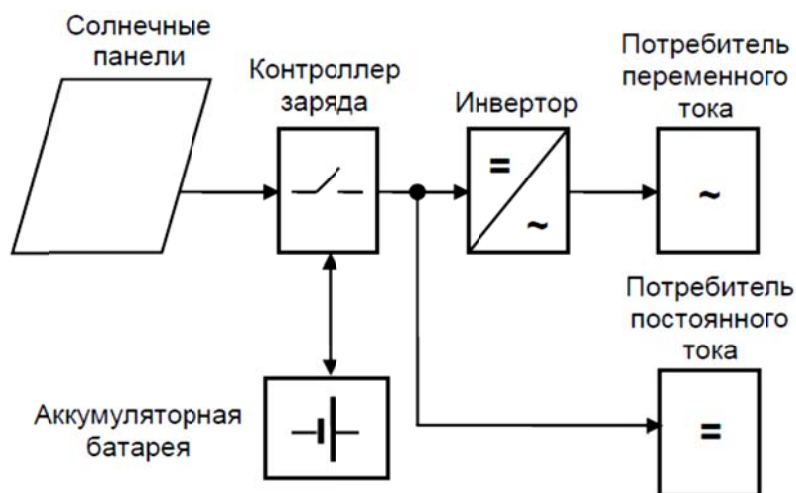 Солнечные
панели
Контроллер
заряда
Инвертор
=
~
Потребитель
переменного
тока
~
Потребитель
постоянного
тока
=
Аккумуляторная
батарея